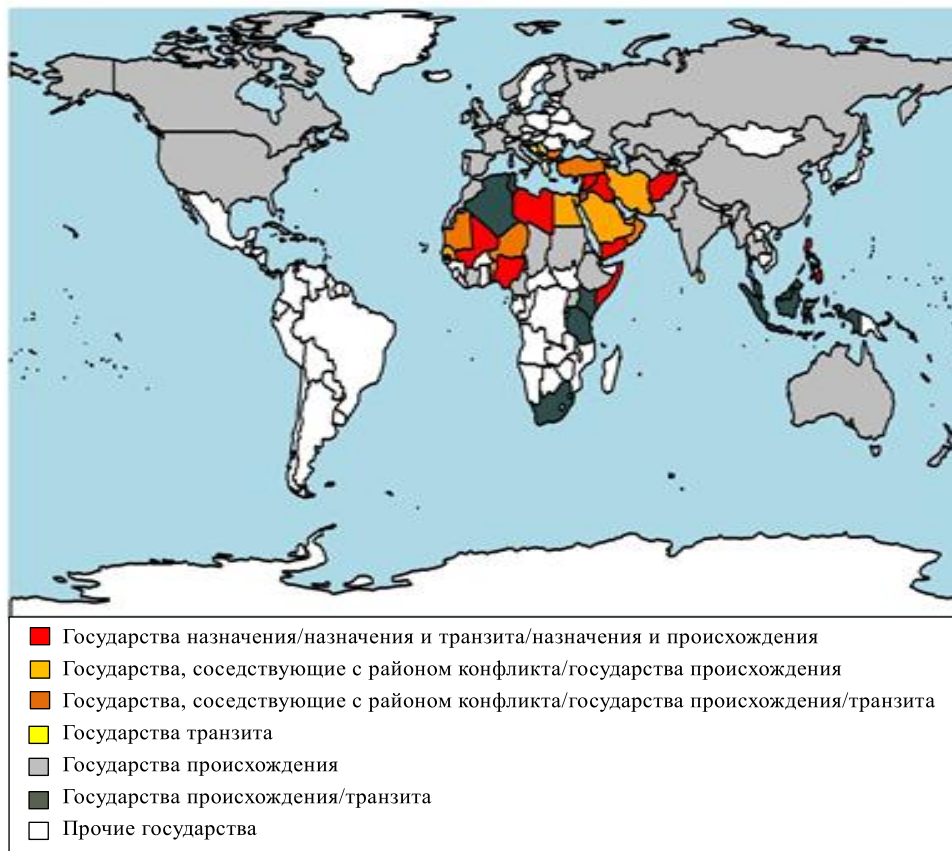 Государства назначения/назначения и транзита/назначения и происхождения
Государства, соседствующие с районом конфликта/государства происхождения
Государства, соседствующие с районом конфликта/государства происхождения/транзита
Государства транзита
Государства происхождения
Государства происхождения/транзита
Прочие государства